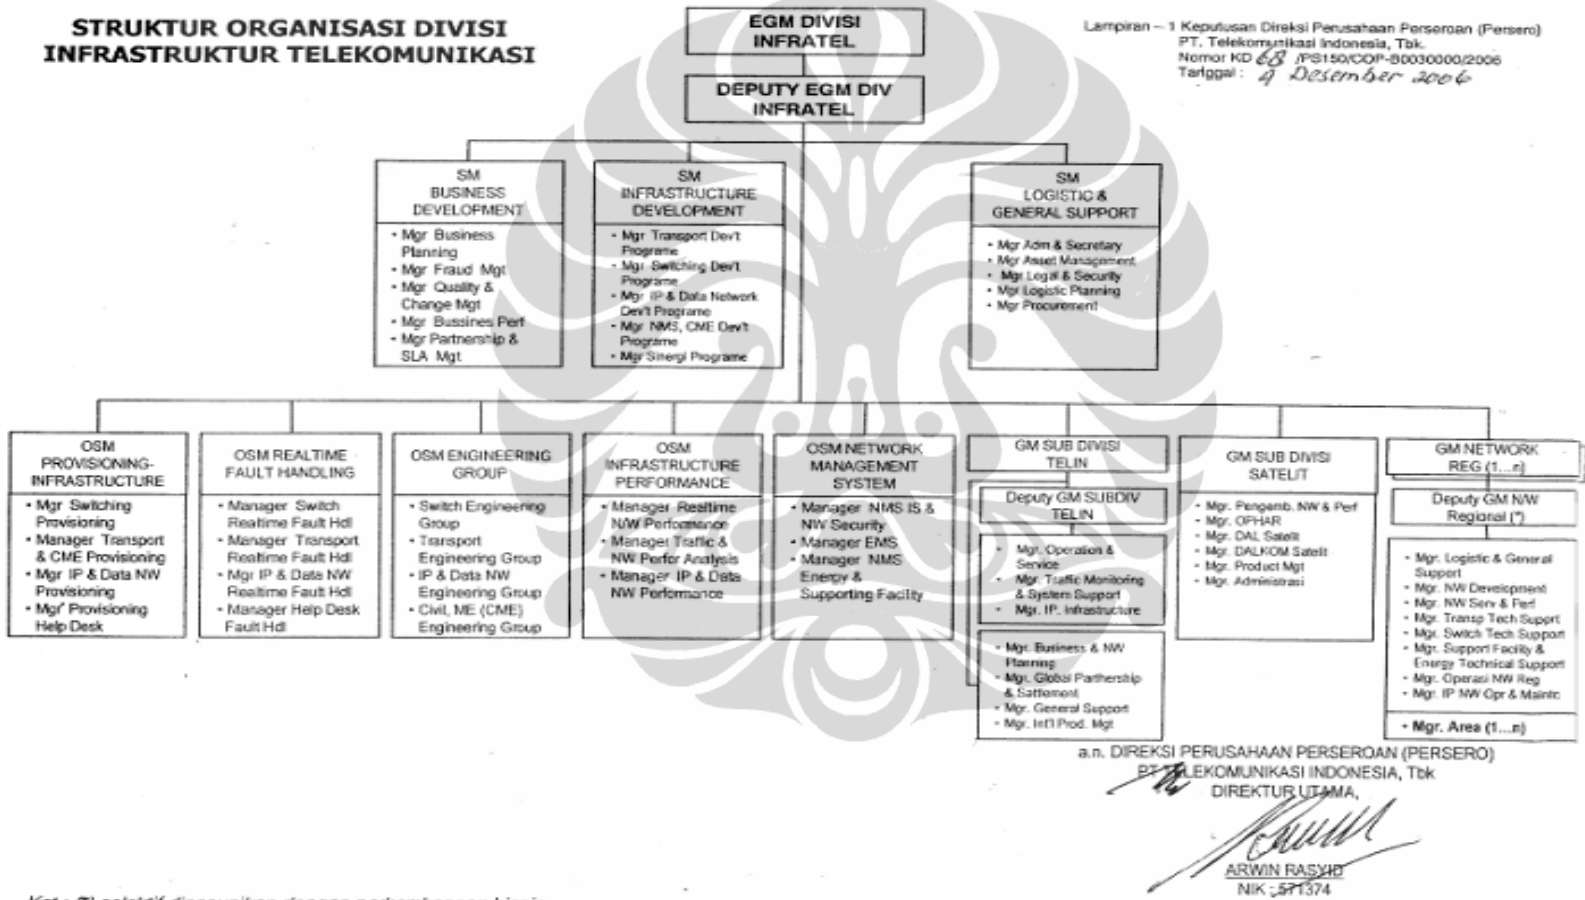 STRUKTUR ORGANISASI DIVISI
INFRASTRUKTUR TELEKOMUNIKASI
EGM DIVISI
INFRATEL
DEPUTY EGM DIV
INFRATEL
Lampiran – 1 Keputusan Direksi Perusahaan Perseroan (Persero)
PT. Telekomunikasi Indonesia, Tbk.
Nomor KD 68 /PS150/COP-B0030000/2006
Tanggal : 4 Desember 2006
SM
BUSINESS
DEVELOPMENT
• Mgr Business
Planning
• Mgr Fraud Mgt
• Mgr Quality &
Change Mgt
• Mgr Bussines Perf
• Mgr Partnership &
SLA Mgt
SM
INFRASTRUCTURE
DEVELOPMENT
• Mgr Transport Dev't
Programe
• Mgr Switching Dev't
Programe
• Mgr IP & Data Network
Dev't Programe
• Mgr NMS, CME Dev't
Programe
• Mgr Sinergi Programe
SM
LOGISTIC &
GENERAL SUPPORT
• Mgr Adm & Secretary
• Mgr Asset Management
• Mgr Legal & Security
• Mgr Logistic Planning
• Mgr Procurement
OSM
PROVISIONING-
INFRASTRUCTURE
• Mgr Switching
Provisioning
• Manager Transport
& CME Provisioning
• Mgr IP & Data NW
Provisioning
• Mgr Provisioning
Help Desk
OSM REALTIME
FAULT HANDLING
• Manager Switch
Realtime Fault Hdl
• Manager Transport
Realtime Fault Hdl
• Mgr IP & Data NW
Realtime Fault Hdl
• Manager Help Desk
Fault Hdl
OSM ENGINEERING
GROUP
• Switch Engineering
Group
• Transport
Engineering Group
• IP & Data NW
Engineering Group
• Civil, ME (CME)
Engineering Group
OSM
INFRASTRUCTURE
PERFORMANCE
• Manager Realtime
N/W Performance
• Manager Traffic &
NW Perfor Analysis
• Manager IP & Data
NW Performance
OSM NETWORK
MANAGEMENT
SYSTEM
• Manager NMS IS &
NW Security
• Manager EMS
• Manager NMS
Energy &
Supporting Facility
GM SUB DIVISI
TELIN
Deputy GM SUBDIV
TELIN
• Mgt. Operation &
Service
• Mgr. Traffic Monitoring
& System Support
• Mgr. IP. Infrastructure
• Mgr. Business & NW
Planning
• Mgr. Global Parthership
& Sattlement
• Mgr. General Support
• Mgr. Int'l Prod. Mgt
GM SUB DIVISI
SATELIT
• Mgr. Pengemb. NW & Perf
• Mgr. OPHAR
• Mgr. DAL Satelit
• Mgr. DALKOM Satelit
• Mgr. Product Mgt
• Mgr. Administrasi
GM NETWORK
REG (1...n)
Deputy GM N/W
Regional (*)
• Mgr. Logistic & General
Support
• Mgr. NW Development
• Mgr. NW Serv & Perf
• Mgr. Transp Tech Support
• Mgr. Switch Tech Support
• Mgr. Support Facility &
Energy Technical Support
• Mgr. Operasi NW Reg
• Mgr. IP NW Opr & Maintc
• Mgr. Area (1...n)
a.n. DIREKSI PERUSAHAAN PERSEROAN (PERSERO)
PT TELEKOMUNIKASI INDONESIA, Tbk
DIREKTUR UTAMA,
ARWIN RASYID
NIK : 571374